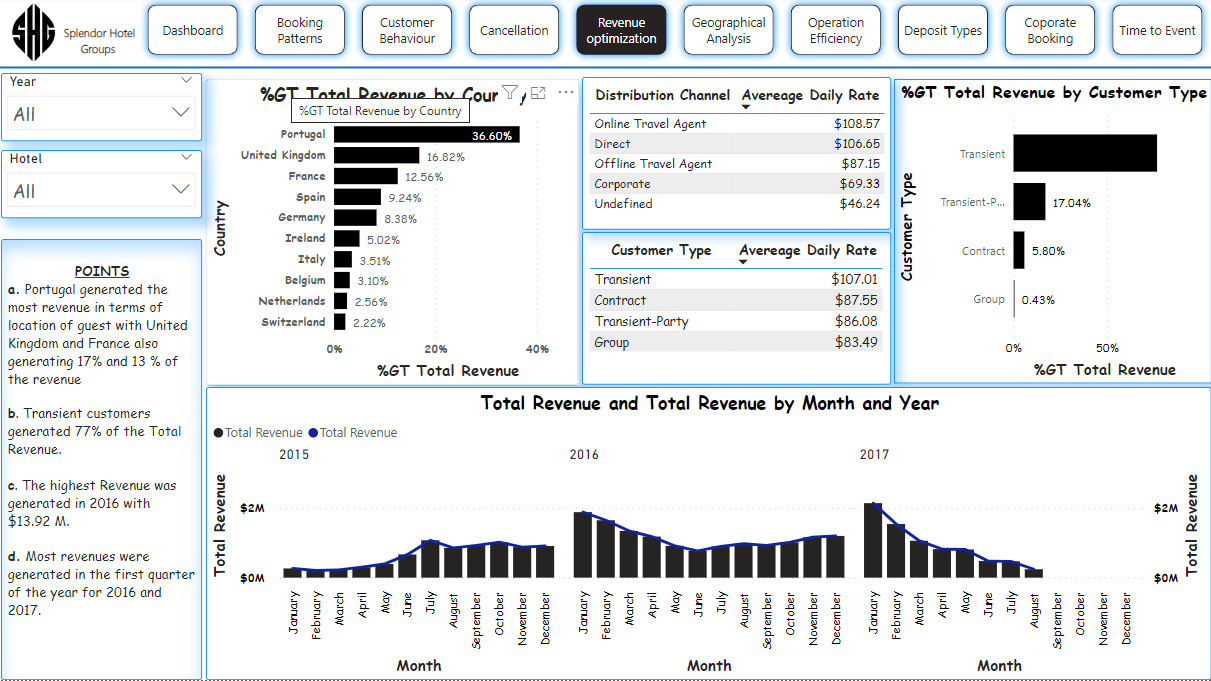 SHG
Splendor Hotel
Groups
Dashboard
Booking
Patterns
Customer
Behaviour
Cancellation
Revenue
optimization
Geographical
Analysis
Operation
Efficiency
Deposit Types
Coporate
Booking
Time to Event
Year
All
Hotel
All
POINTS
a. Portugal generated the
most revenue in terms of
location of guest with United
Kingdom and France also
generating 17% and 13 % of
the revenue
b. Transient customers
generated 77% of the Total
Revenue.
c. The highest Revenue was
generated in 2016 with
$13.92 M.
d. Most revenues were
generated in the first quarter
of the year for 2016 and
2017.
%GT Total Revenue by
%GT Total Revenue by Country
Country
Portugal 36.60%
United Kingdom 16.82%
France 12.56%
Spain 9.24%
Germany 8.38%
Ireland 5.02%
Italy 3.51%
Belgium 3.10%
Netherlands 2.56%
Switzerland 2.22%
0% 20% 40%
%GT Total Revenue
Distribution Channel Avereage Daily Rate
Online Travel Agent $108.57
Direct $106.65
Offline Travel Agent $87.15
Corporate $69.33
Undefined $46.24
Customer Type Avereage Daily Rate
Transient $107.01
Contract $87.55
Transient-Party $86.08
Group $83.49
%GT Total Revenue by Customer Type
Customer Type
Transient
Transient-P... 17.04%
Contract 5.80%
Group 0.43%
0% 50%
%GT Total Revenue
Total Revenue and Total Revenue by Month and Year
Total Revenue Total Revenue
2015 2016 2017
Total Revenue
$2M
$0M
$2M
$0M
Total Revenue
January February March April May June July August September October November December
January February March April May June July August September October November December
January February March April May June July August September October November December
Month Month Month